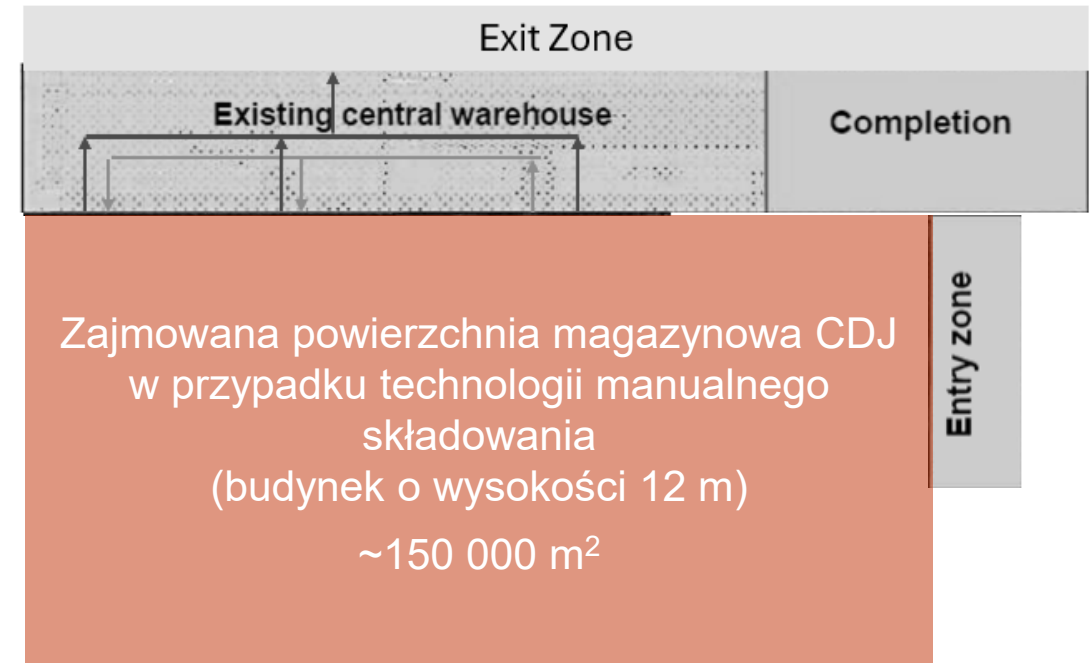 Exit Zone
Existing central warehouse
Completion
Zajmowana powierzchnia magazynowa CDJ
w przypadku technologii manualnego
składowania
(budynek o wysokości 12 m)
~150 000 m²
Entry zone